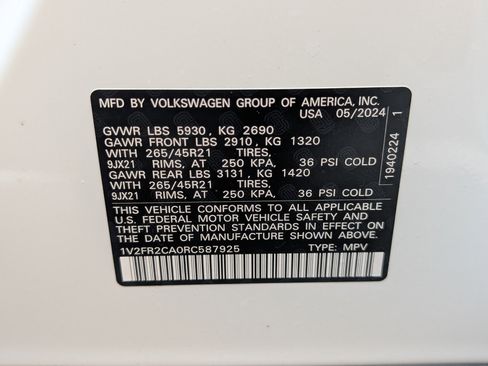 MFD BY VOLKSWAGEN GROUP OF AMERICA, INC.
USA 05/2024
GVWR LBS 5930, KG 2690
GAWR FRONT LBS 2910, KG 1320
WITH 265/45R21 TIRES,
9JX21 RIMS, AT 250 KPA, 36 PSI COLD
GAWR REAR LBS 3131, KG 1420
WITH 265/45R21 TIRES,
9JX21 RIMS, AT 250 KPA, 36 PSI COLD
THIS VEHICLE CONFORMS TO ALL APPLICABLE
FEDERAL MOTOR VEHICLE SAFETY AND
THEFT PREVENTION STANDARDS IN EFFECT
ON THE DATE OF MANUFACTURE SHOWN ABOVE
1V2FR2CA0RC587925 TYPE: MPV
1940224 1